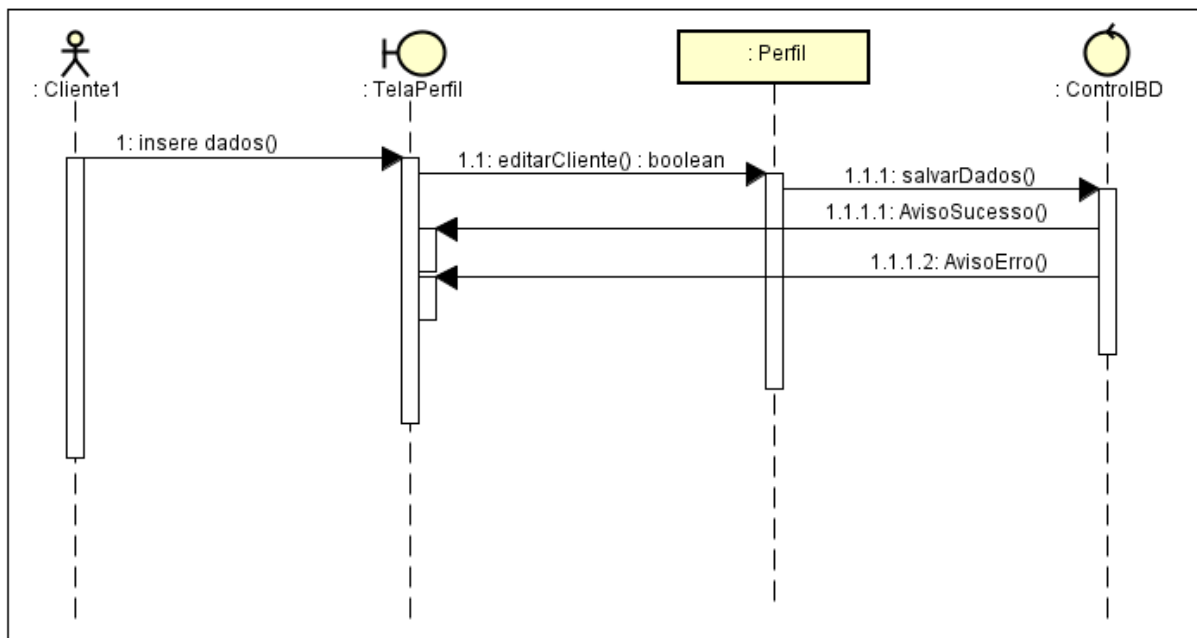 : Cliente1
: TelaPerfil
: Perfil
: ControlBD
1: insere dados()
1.1: editarCliente() : boolean
1.1.1: salvarDados()
1.1.1.1: AvisoSucesso()
1.1.1.2: AvisoErro()